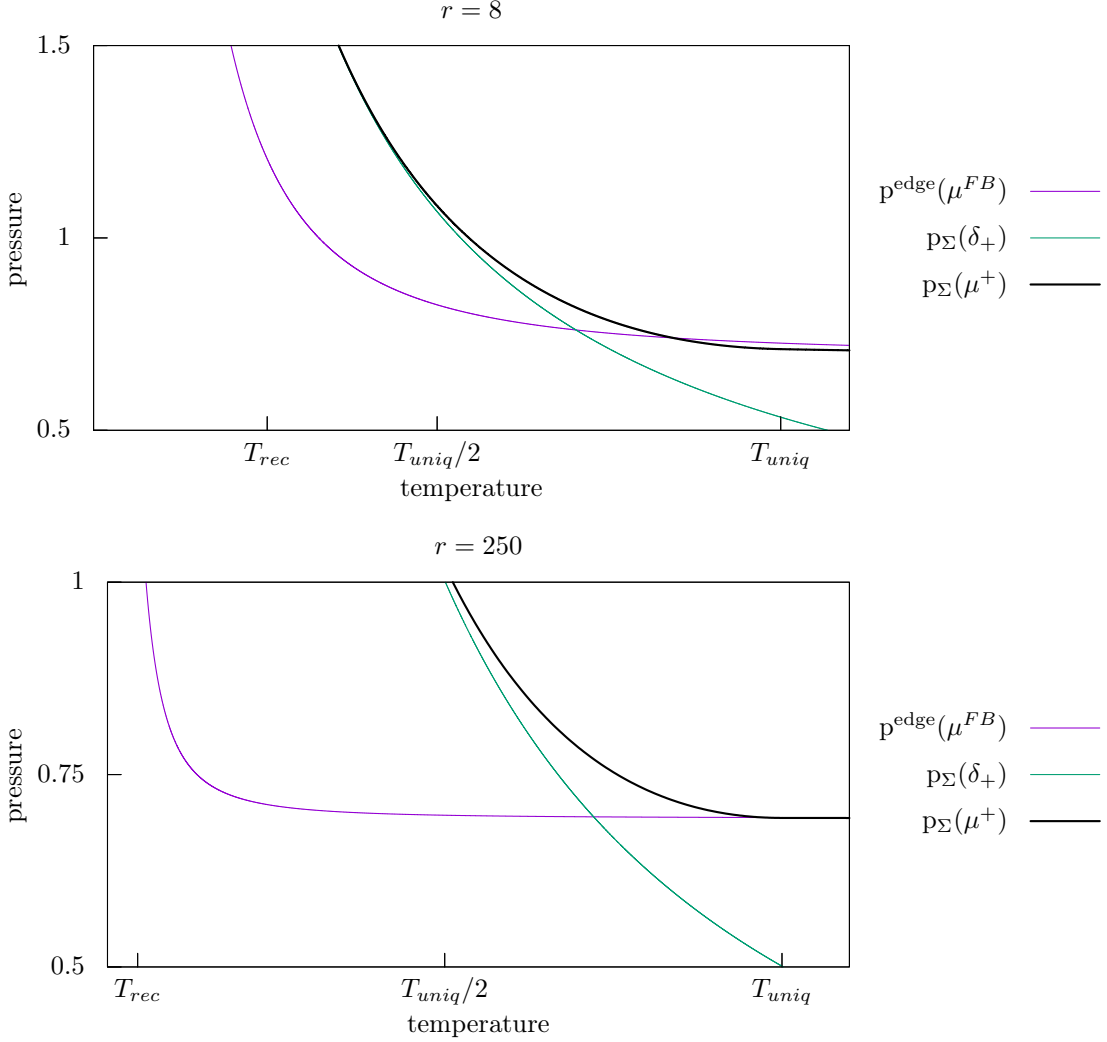 r = 8
1.5
1
0.5
pressure
T_rec
T_uniq/2
T_uniq
temperature
p^edge(μ^FB)
p_Σ(δ_+)
p_Σ(μ^+)
r = 250
1
0.75
0.5
pressure
T_rec
T_uniq/2
T_uniq
temperature
p^edge(μ^FB)
p_Σ(δ_+)
p_Σ(μ^+)